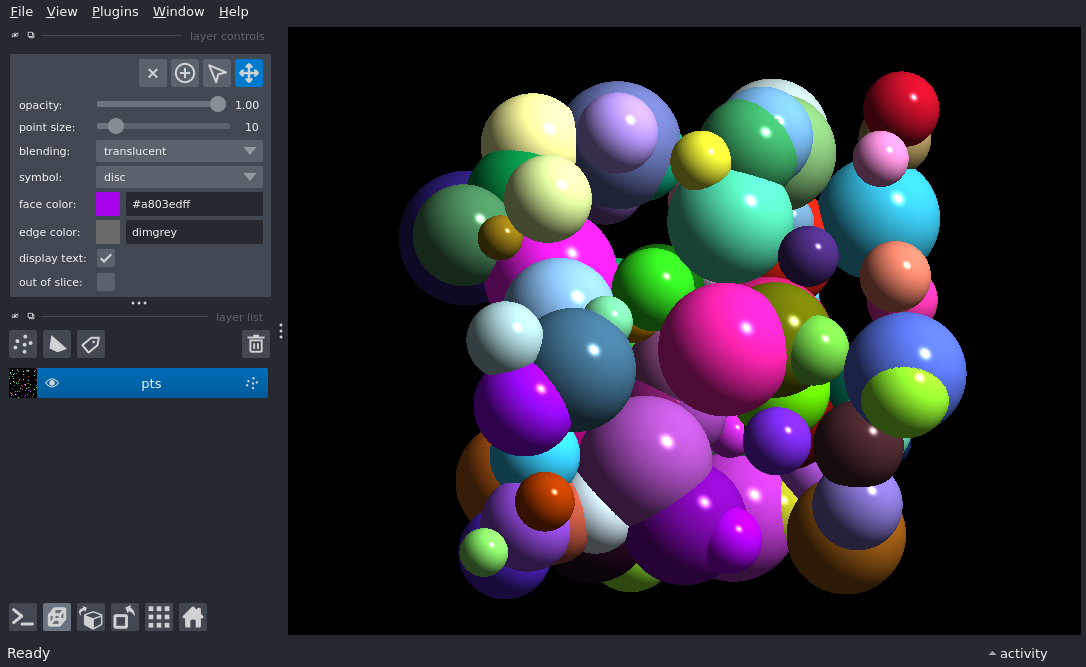 File View Plugins Window Help
layer controls
opacity: 1.00
point size: 10
blending: translucent
symbol: disc
face color: #a803edff
edge color: dimgrey
display text:
out of slice:
layer list
pts
Ready activity